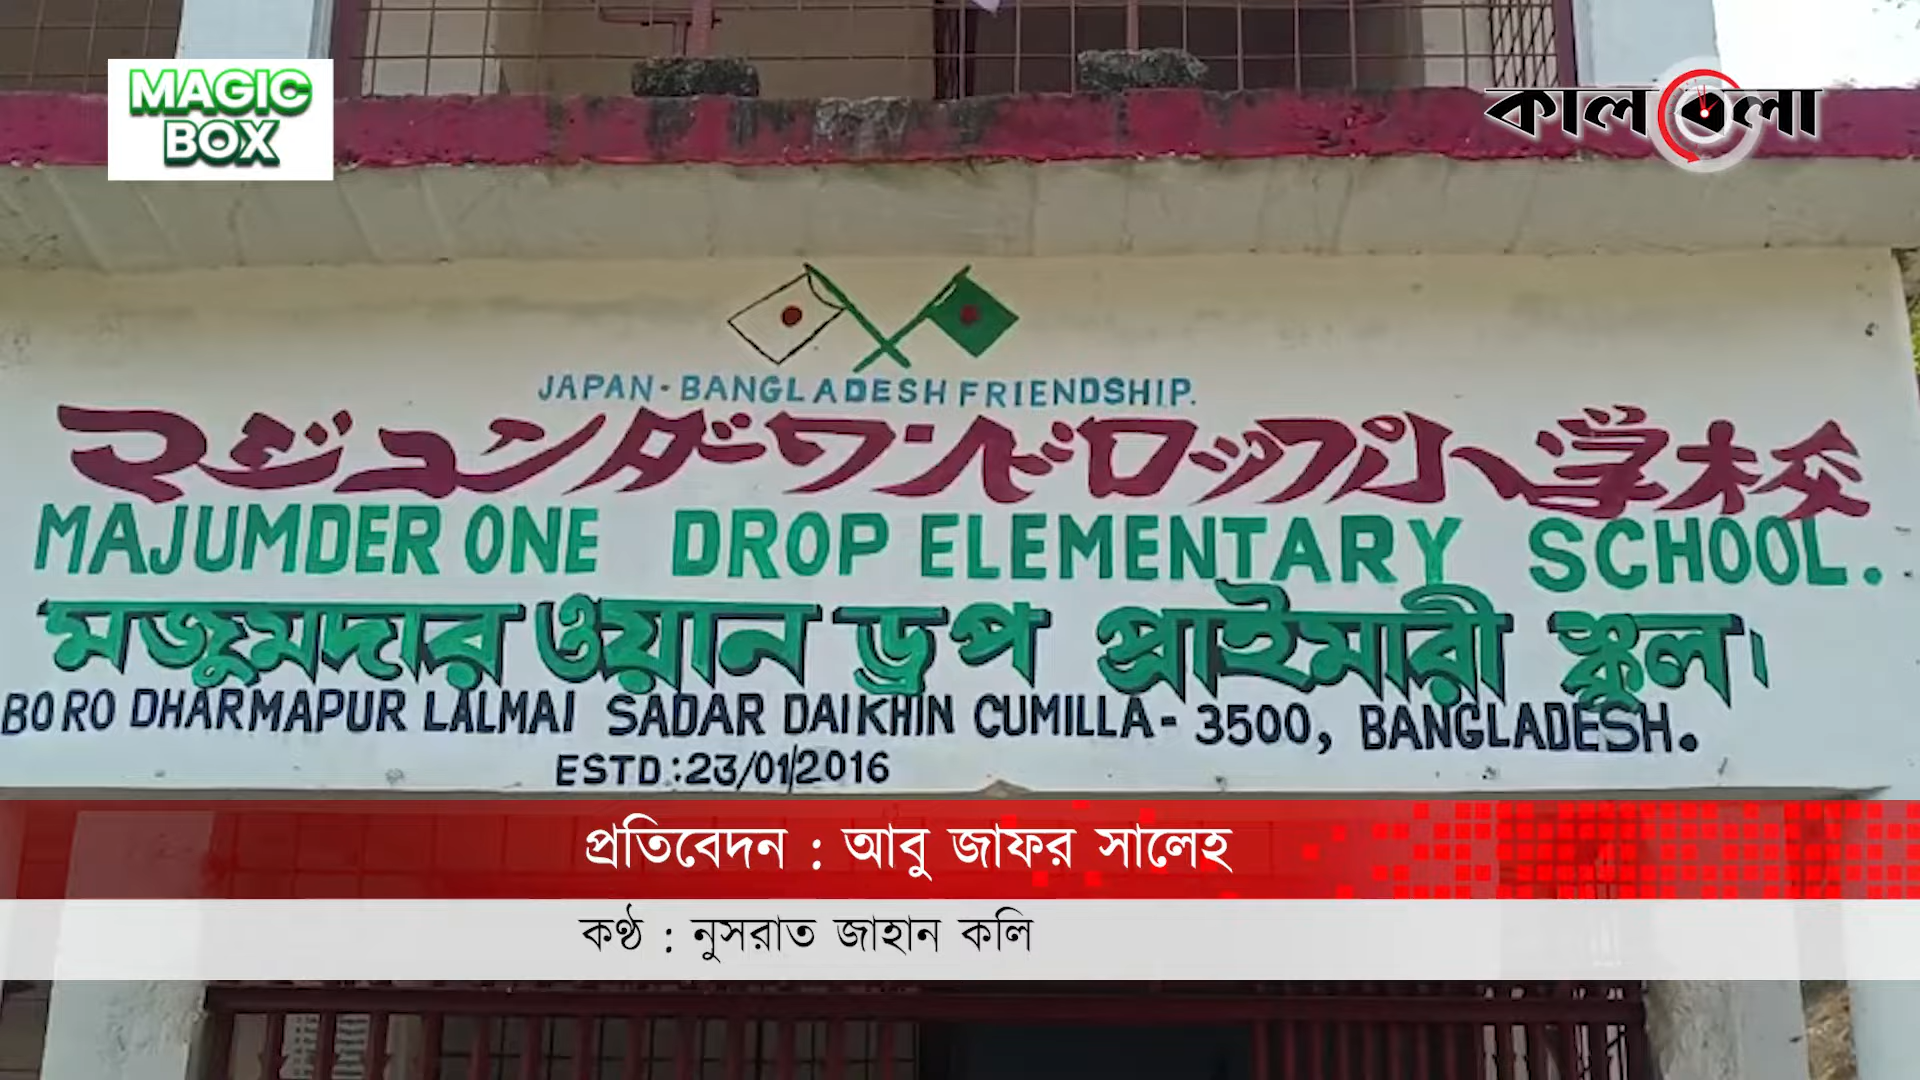 MAGIC
BOX
কালবেলা
JAPAN-BANGLADESH FRIENDSHIP.
マジュンダーワンドロップ小学校
MAJUMDER ONE DROP ELEMENTARY SCHOOL.
মজুমদার ওয়ান ড্রপ প্রাইমারী স্কুল।
BORO DHARMAPUR LALMAI SADAR DAIKHIN CUMILLA-3500, BANGLADESH.
ESTD:23/01/2016
প্রতিবেদন : আবু জাফর সালেহ
কণ্ঠ : নুসরাত জাহান কলি